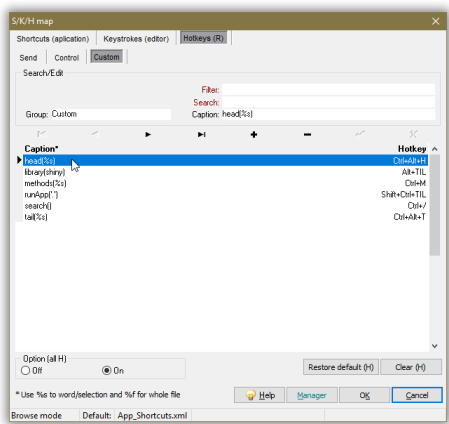 S/K/H map
Shortcuts (aplication) Keystrokes (editor) Hotkeys (R)
Send Control Custom
Search/Edit
Filter:
Search:
Group: Custom Caption: head(%s)
Caption* Hotkey
head(%s) Ctrl+Alt+H
library(shiny) Alt+TIL
methods(%s) Ctrl+M
runApp('.') Shift+Ctrl+TIL
search() Ctrl+/
tail(%s) Ctrl+Alt+T
Option (all H)
Off On Restore default (H) Clear (H)
* Use %s to word/selection and %f for whole file Help Manager OK Cancel
Browse mode Default: App_Shortcuts.xml